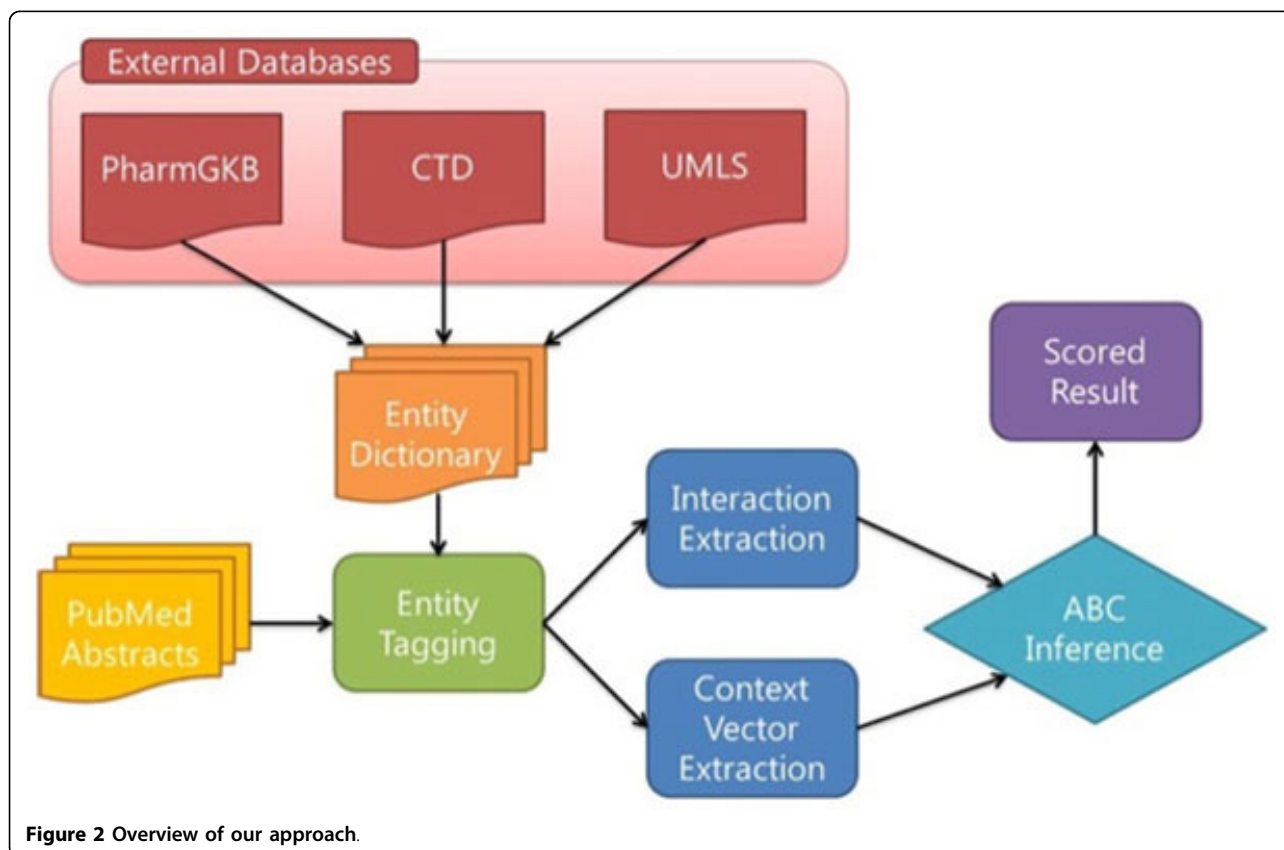 External Databases
PharmGKB
CTD
UMLS
Entity
Dictionary
PubMed
Abstracts
Entity
Tagging
Interaction
Extraction
Context
Vector
Extraction
ABC
Inference
Scored
Result
Figure 2 Overview of our approach.